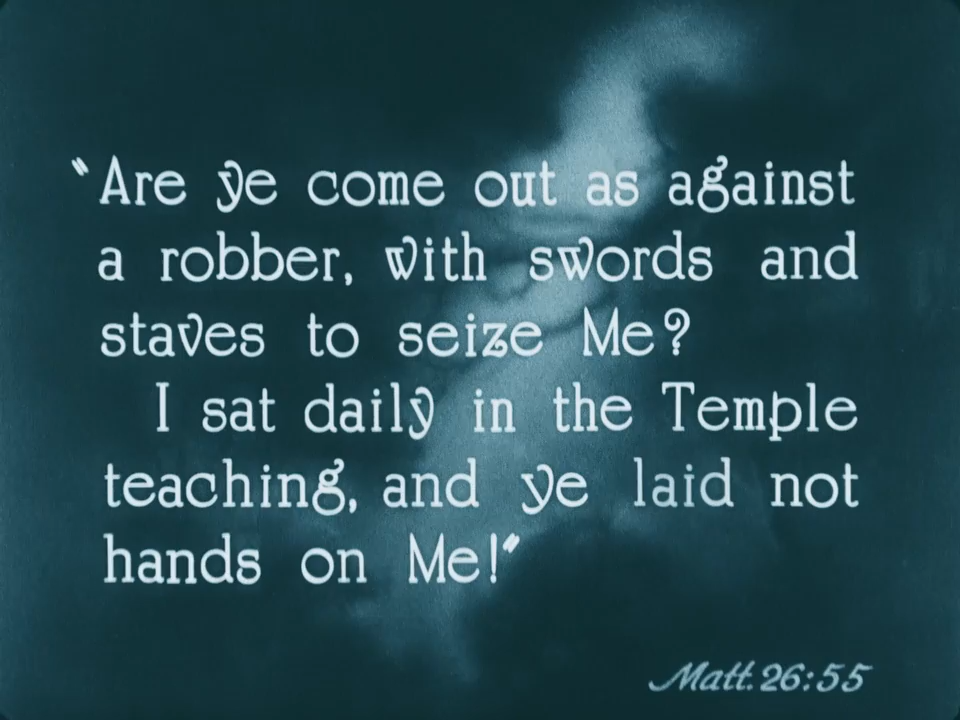 "Are ye come out as against
a robber, with swords and
staves to seize Me?
I sat daily in the Temple
teaching, and ye laid not
hands on Me!"
Matt. 26:55